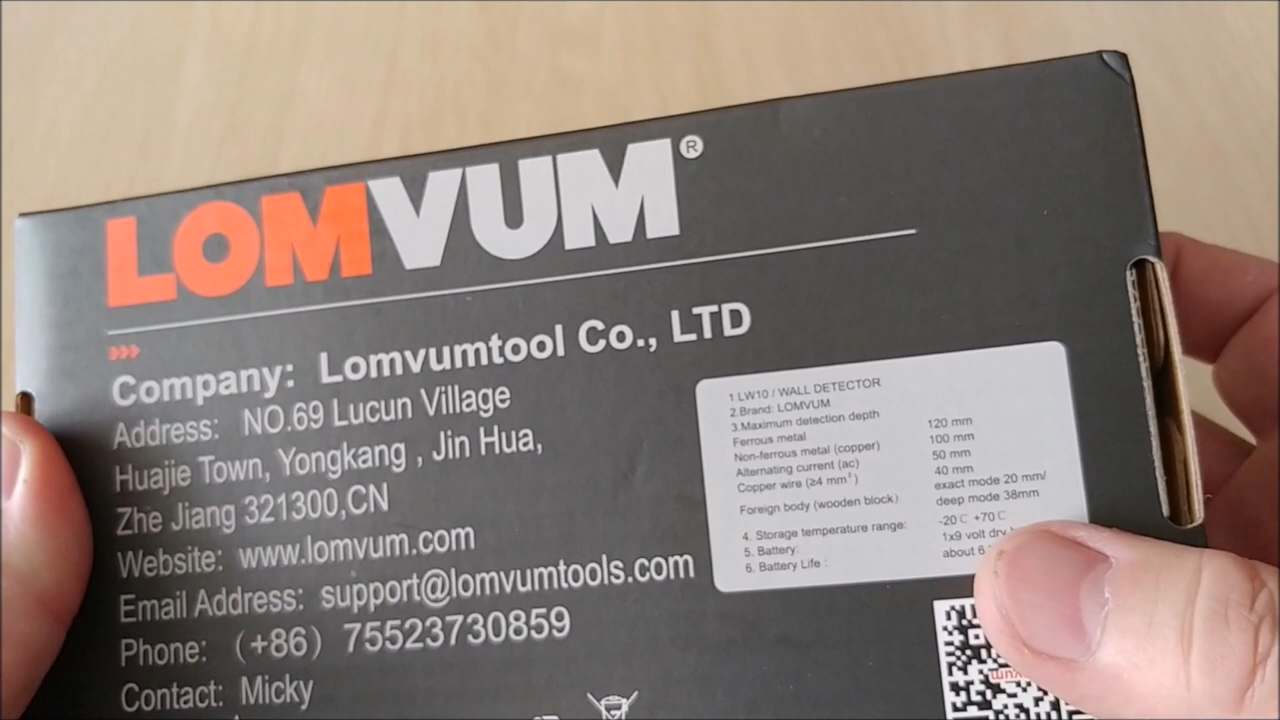 LOMVUM®
Company: Lomvumtool Co., LTD
Address: NO.69 Lucun Village
Huajie Town, Yongkang , Jin Hua,
Zhe Jiang 321300,CN
Website: www.lomvum.com
Email Address: support@lomvumtools.com
Phone: (+86) 75523730859
Contact: Micky
1.LW10 / WALL DETECTOR
2.Brand: LOMVUM
3.Maximum detection depth
Ferrous metal 120 mm
Non-ferrous metal (copper) 100 mm
Alternating current (ac) 50 mm
Copper wire (≥4 mm²) 40 mm
Foreign body (wooden block) exact mode 20 mm/
deep mode 38mm
4. Storage temperature range: -20℃ +70℃
5. Battery: 1x9 volt dry
6. Battery Life : about 6